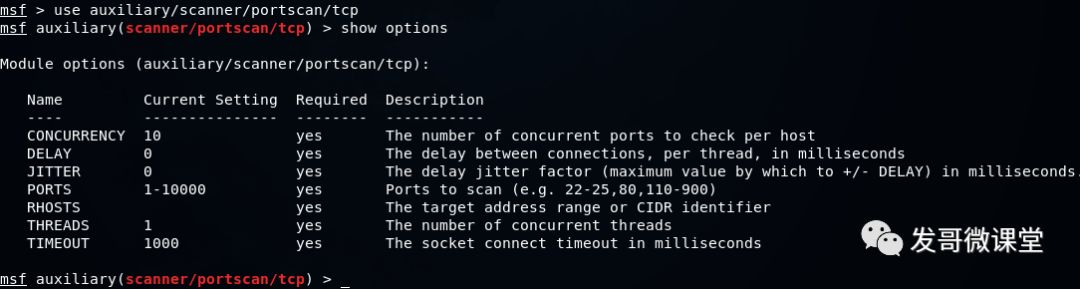 msf > use auxiliary/scanner/portscan/tcp
msf auxiliary(scanner/portscan/tcp) > show options
Module options (auxiliary/scanner/portscan/tcp):
Name Current Setting Required Description
---- --------------- -------- -----------
CONCURRENCY 10 yes The number of concurrent ports to check per host
DELAY 0 yes The delay between connections, per thread, in milliseconds
JITTER 0 yes The delay jitter factor (maximum value by which to +/- DELAY) in milliseconds.
PORTS 1-10000 yes Ports to scan (e.g. 22-25,80,110-900)
RHOSTS yes The target address range or CIDR identifier
THREADS 1 yes The number of concurrent threads
TIMEOUT 1000 yes The socket connect timeout in milliseconds
发哥微课堂
msf auxiliary(scanner/portscan/tcp) > _